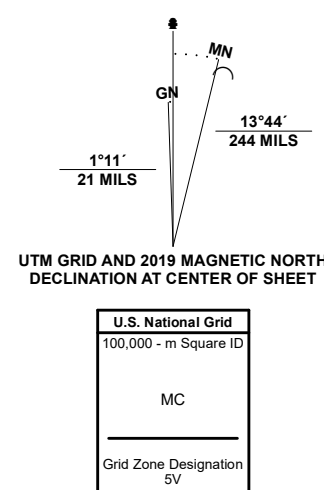 MN
GN
13°44´
244 MILS
1°11´
21 MILS
UTM GRID AND 2019 MAGNETIC NORTH
DECLINATION AT CENTER OF SHEET
U.S. National Grid
100,000 - m Square ID
MC
Grid Zone Designation
5V